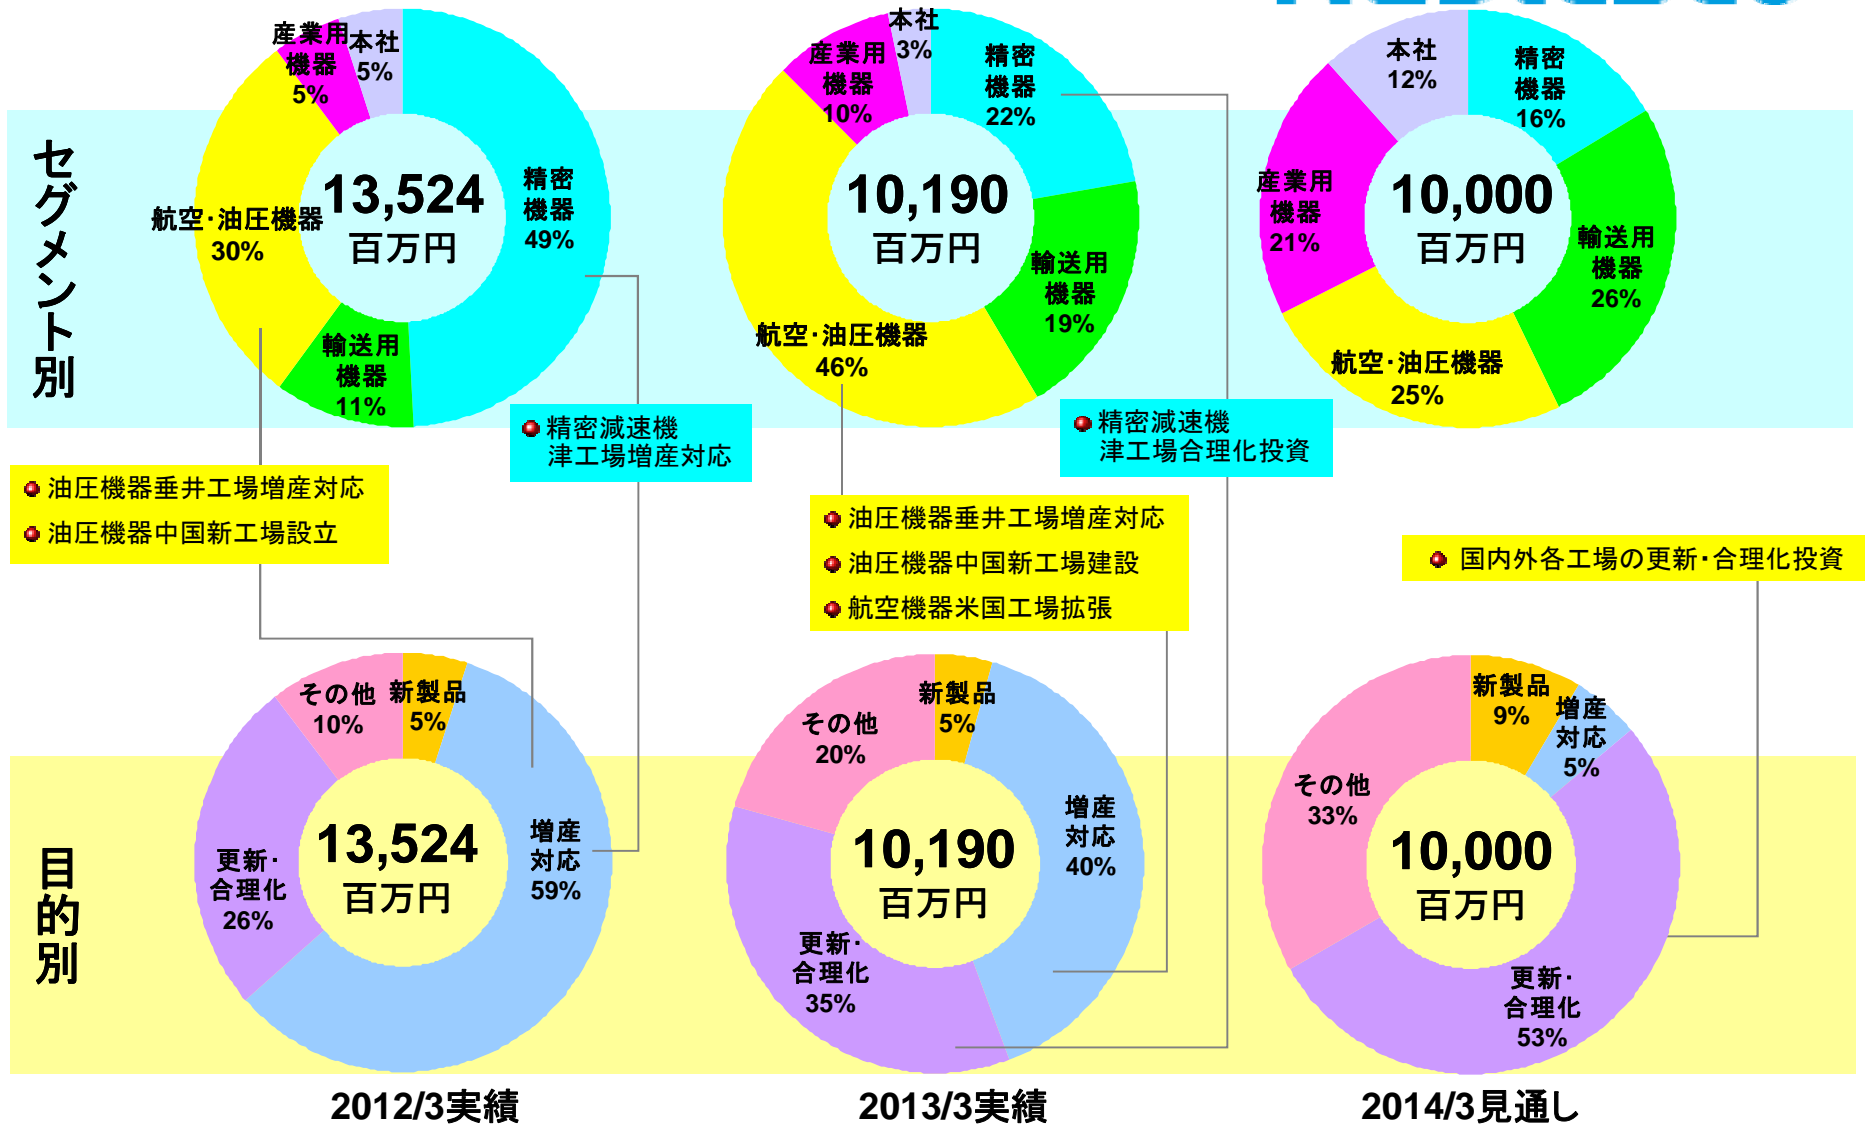 セグメント別
産業用
機器
5%
本社
5%
精密
機器
49%
航空・油圧機器
30%
輸送用
機器
11%
13,524
百万円
産業用
機器
10%
本社
3%
精密
機器
22%
輸送用
機器
19%
航空・油圧機器
46%
10,190
百万円
本社
12%
精密
機器
16%
産業用
機器
21%
輸送用
機器
26%
航空・油圧機器
25%
10,000
百万円
精密減速機
津工場増産対応
油圧機器垂井工場増産対応
油圧機器中国新工場設立
精密減速機
津工場合理化投資
油圧機器垂井工場増産対応
油圧機器中国新工場建設
航空機器米国工場拡張
国内外各工場の更新・合理化投資
目的別
その他
10%
新製品
5%
増産
対応
59%
更新・
合理化
26%
13,524
百万円
その他
20%
新製品
5%
増産
対応
40%
更新・
合理化
35%
10,190
百万円
新製品
9%
増産
対応
5%
その他
33%
更新・
合理化
53%
10,000
百万円
2012/3実績
2013/3実績
2014/3見通し